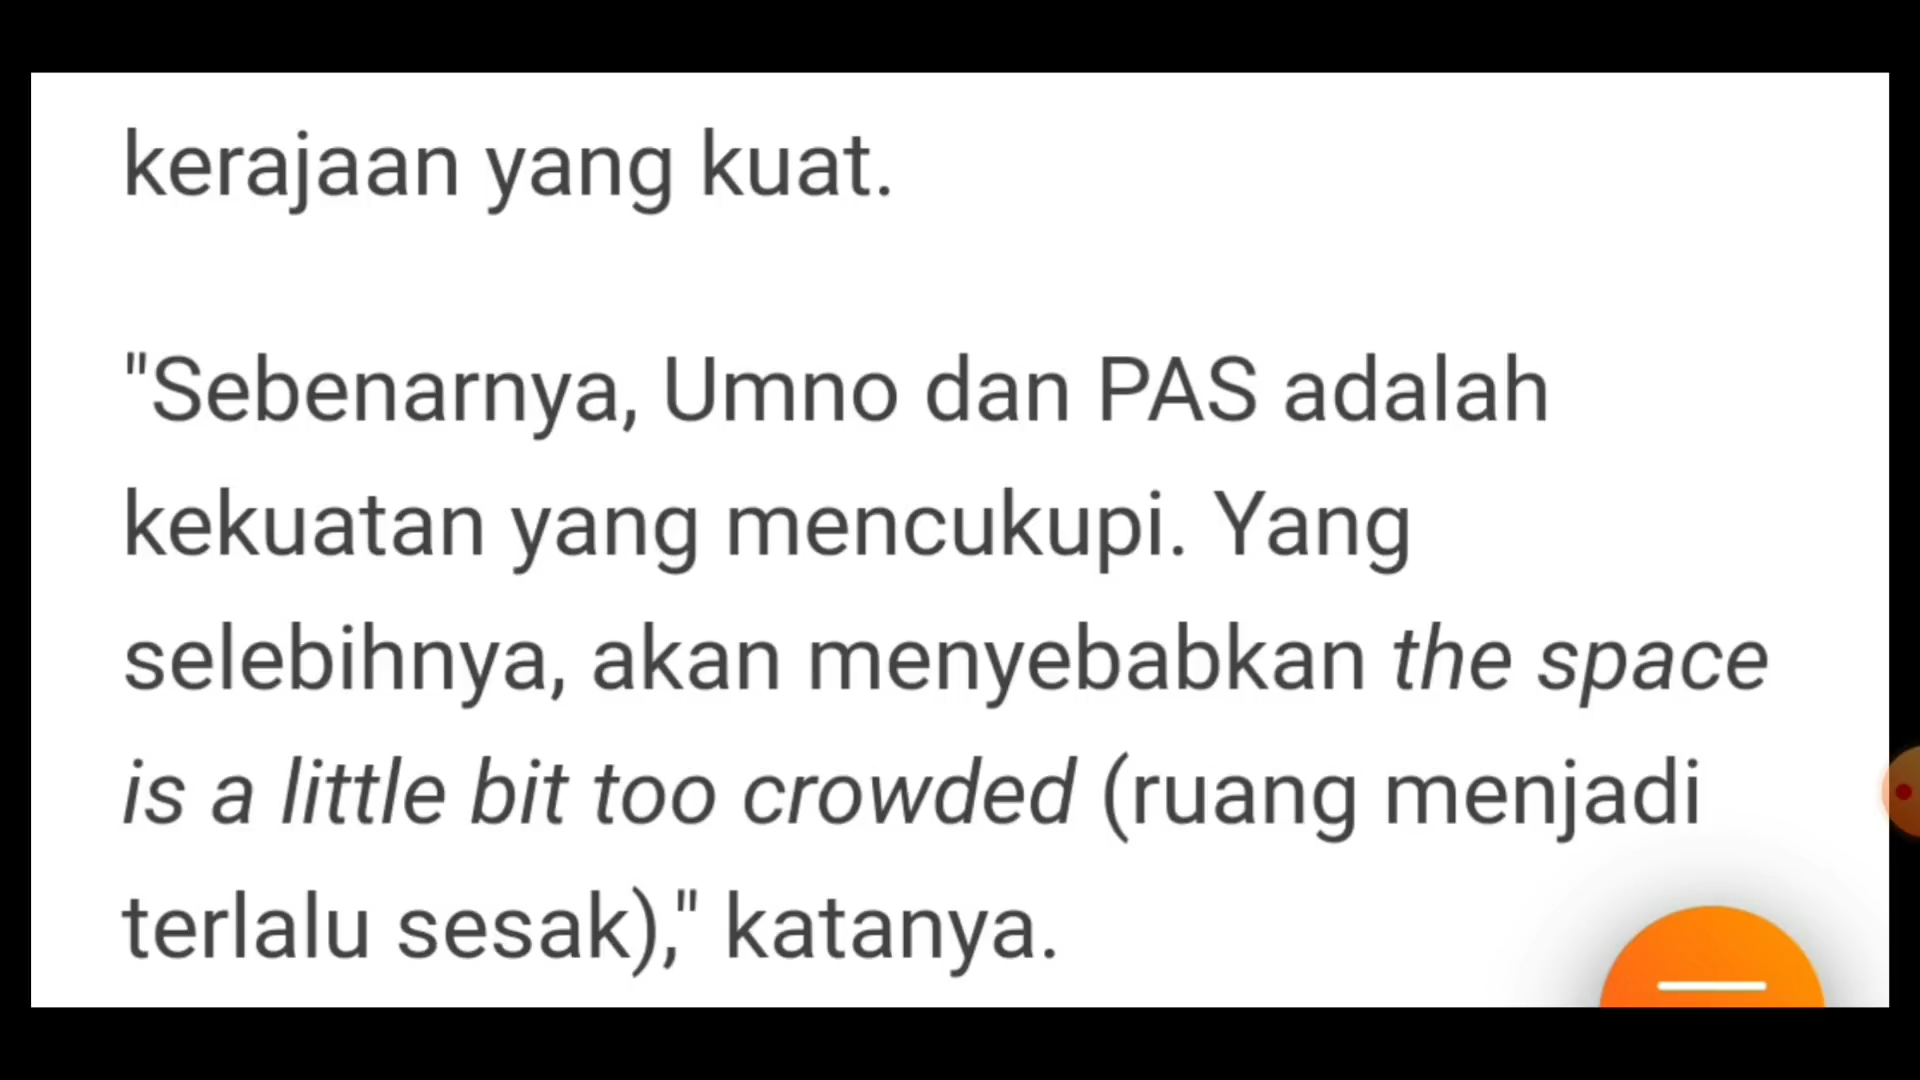 kerajaan yang kuat.
"Sebenarnya, Umno dan PAS adalah
kekuatan yang mencukupi. Yang
selebihnya, akan menyebabkan the space
is a little bit too crowded (ruang menjadi
terlalu sesak)," katanya.